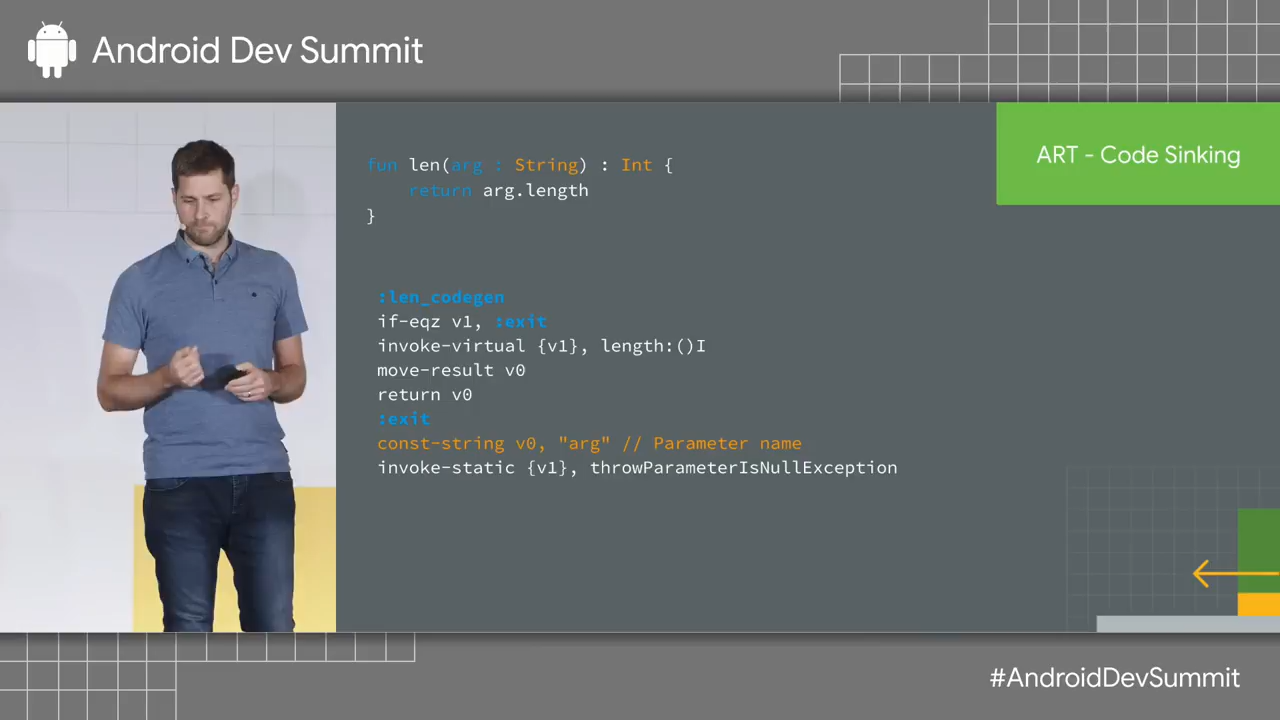 Android Dev Summit
ART - Code Sinking
fun len(arg : String) : Int {
    return arg.length
}
:len_codegen
if-eqz v1, :exit
invoke-virtual {v1}, length:()I
move-result v0
return v0
:exit
const-string v0, "arg" // Parameter name
invoke-static {v1}, throwParameterIsNullException
#AndroidDevSummit